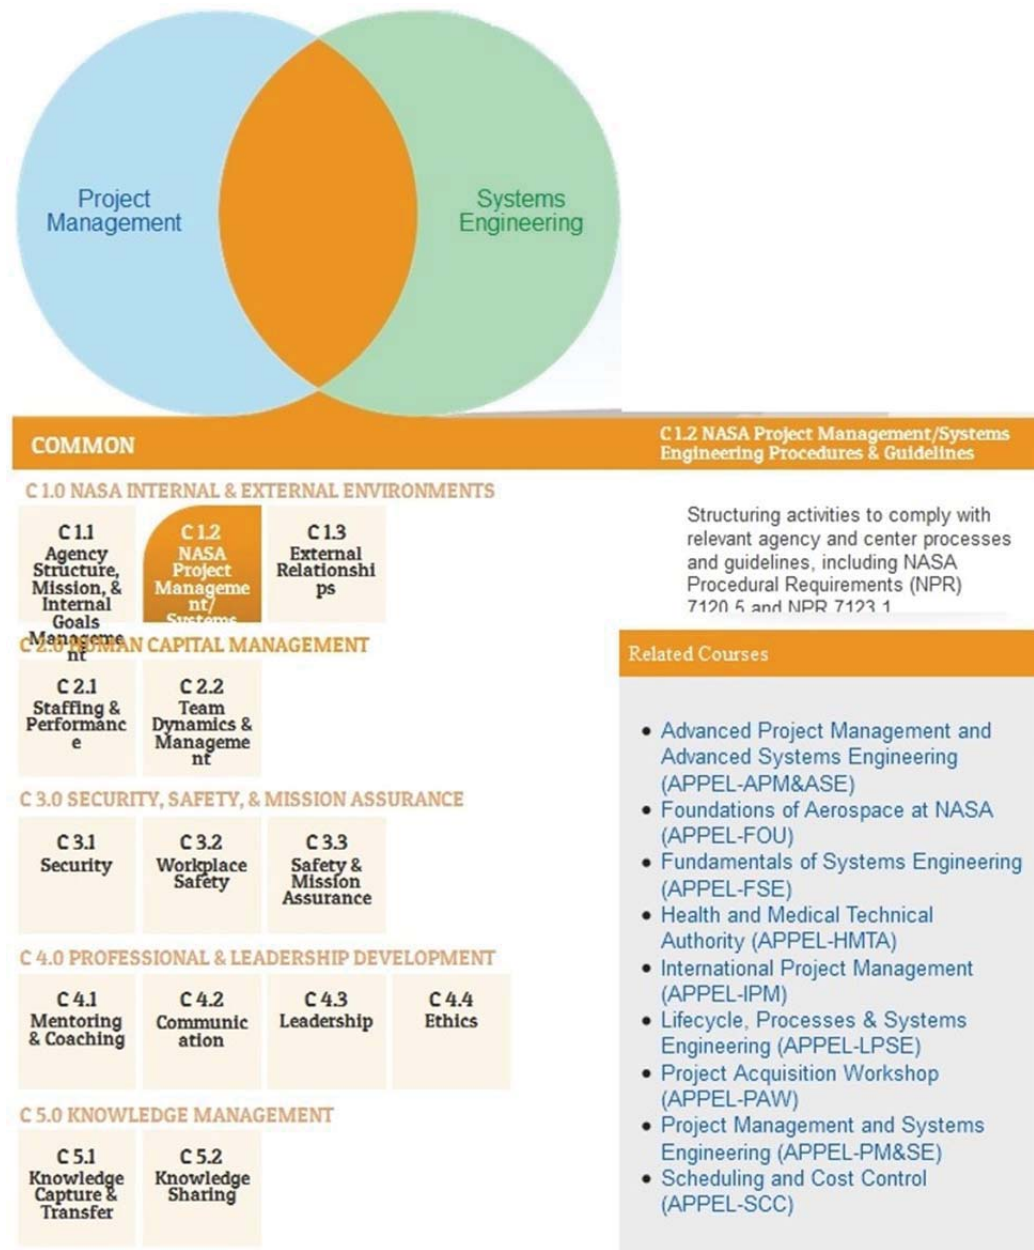 Project
Management
Systems
Engineering
COMMON
C 1.2 NASA Project Management/Systems
Engineering Procedures & Guidelines
C 1.0 NASA INTERNAL & EXTERNAL ENVIRONMENTS
C 1.1
Agency
Structure,
Mission, &
Internal
Goals
Manageme
nt
C 1.2
NASA
Project
Manageme
nt/
Systems
C 1.3
External
Relationshi
ps
Structuring activities to comply with
relevant agency and center processes
and guidelines, including NASA
Procedural Requirements (NPR)
7120.5 and NPR 7123.1
C 2.0 HUMAN CAPITAL MANAGEMENT
C 2.1
Staffing &
Performanc
e
C 2.2
Team
Dynamics &
Manageme
nt
C 3.0 SECURITY, SAFETY, & MISSION ASSURANCE
C 3.1
Security
C 3.2
Workplace
Safety
C 3.3
Safety &
Mission
Assurance
C 4.0 PROFESSIONAL & LEADERSHIP DEVELOPMENT
C 4.1
Mentoring
& Coaching
C 4.2
Communic
ation
C 4.3
Leadership
C 4.4
Ethics
C 5.0 KNOWLEDGE MANAGEMENT
C 5.1
Knowledge
Capture &
Transfer
C 5.2
Knowledge
Sharing
Related Courses
• Advanced Project Management and
Advanced Systems Engineering
(APPEL-APM&ASE)
• Foundations of Aerospace at NASA
(APPEL-FOU)
• Fundamentals of Systems Engineering
(APPEL-FSE)
• Health and Medical Technical
Authority (APPEL-HMTA)
• International Project Management
(APPEL-IPM)
• Lifecycle, Processes & Systems
Engineering (APPEL-LPSE)
• Project Acquisition Workshop
(APPEL-PAW)
• Project Management and Systems
Engineering (APPEL-PM&SE)
• Scheduling and Cost Control
(APPEL-SCC)